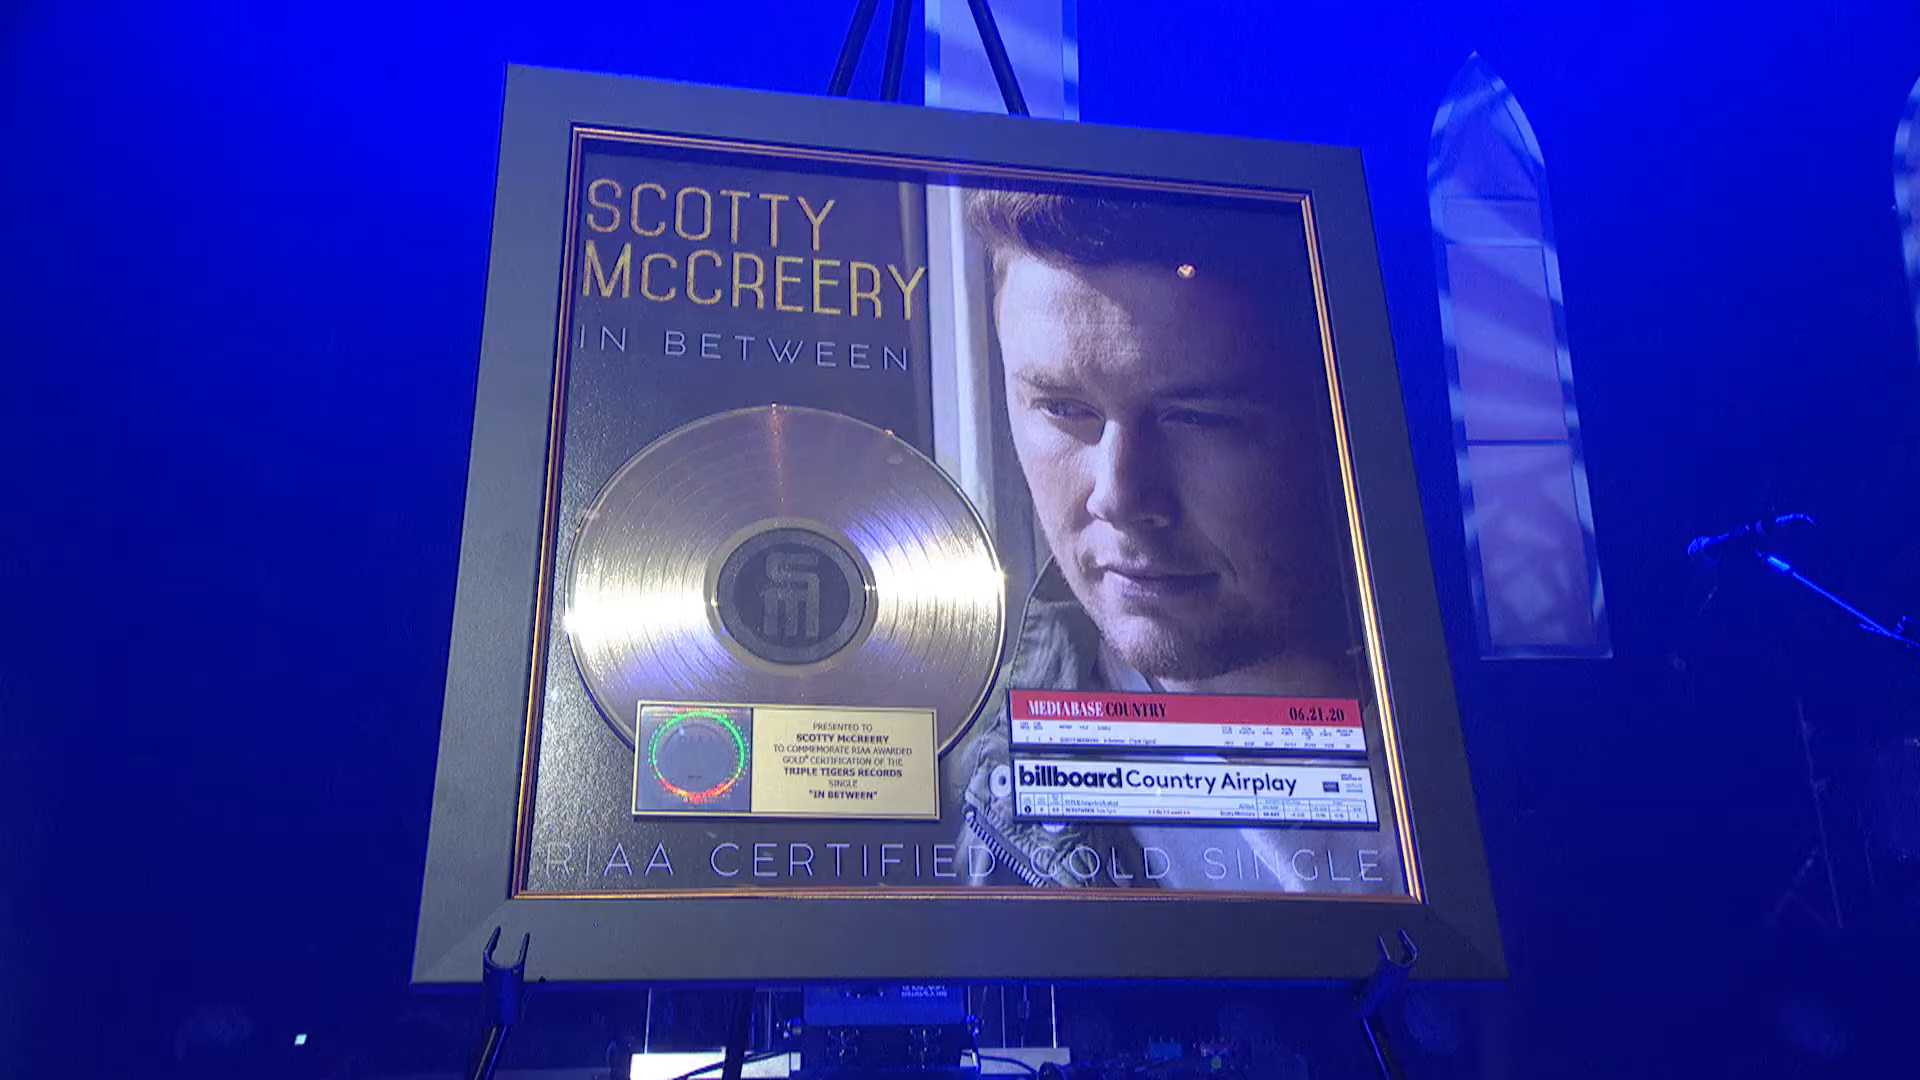 SCOTTY
McCREERY
IN BETWEEN
SM
PRESENTED TO
SCOTTY McCREERY
TO COMMEMORATE RIAA AWARDED
GOLD® CERTIFICATION OF THE
TRIPLE TIGERS RECORDS
SINGLE
"IN BETWEEN"
MEDIABASE COUNTRY 06.21.20
billboard Country Airplay
RIAA CERTIFIED GOLD SINGLE